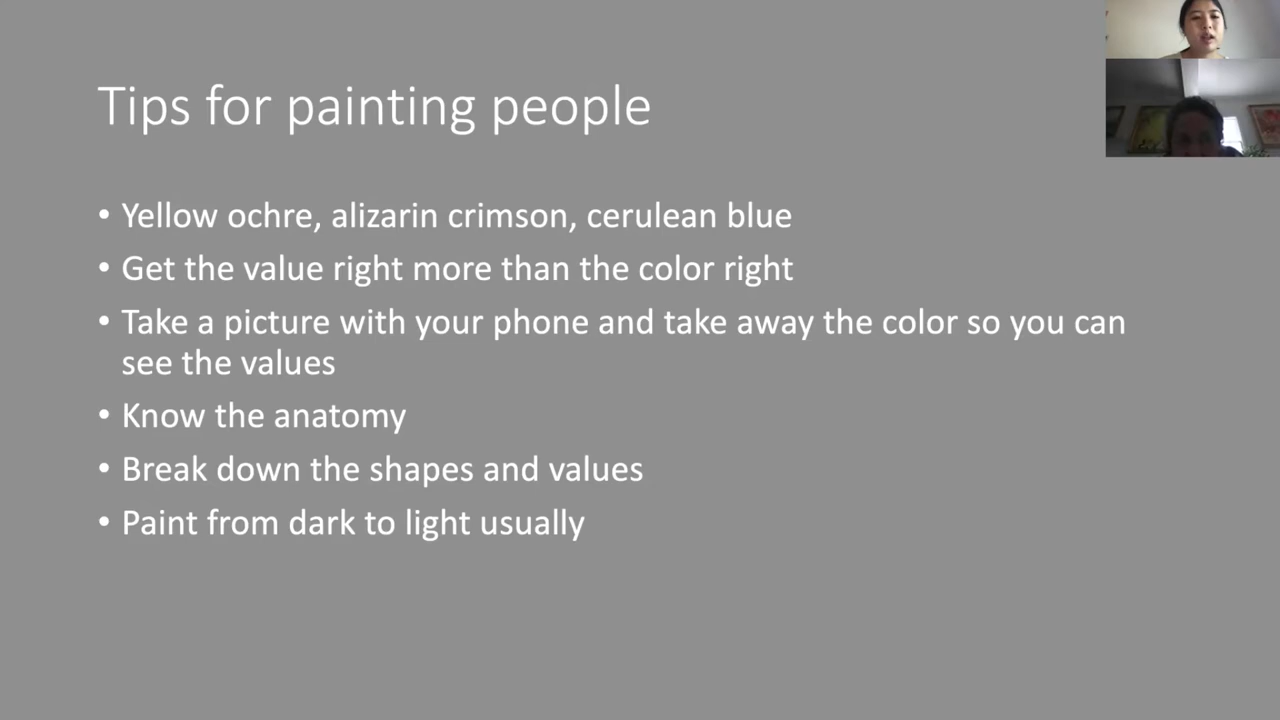 Tips for painting people
• Yellow ochre, alizarin crimson, cerulean blue
• Get the value right more than the color right
• Take a picture with your phone and take away the color so you can
see the values
• Know the anatomy
• Break down the shapes and values
• Paint from dark to light usually